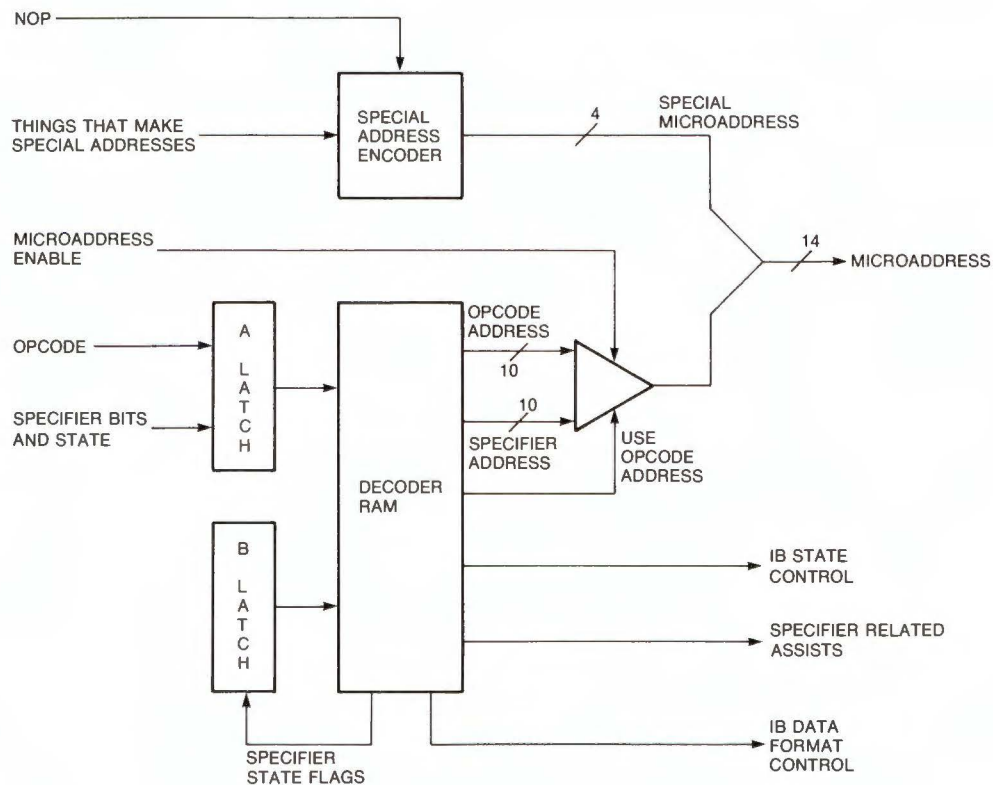 NOP
THINGS THAT MAKE
SPECIAL ADDRESSES
SPECIAL
ADDRESS
ENCODER
4
SPECIAL
MICROADDRESS
MICROADDRESS
ENABLE
14
MICROADDRESS
OPCODE
SPECIFIER BITS
AND STATE
A
LATCH
B
LATCH
DECODER
RAM
OPCODE
ADDRESS
10
10
SPECIFIER
ADDRESS
USE
OPCODE
ADDRESS
IB STATE
CONTROL
SPECIFIER RELATED
ASSISTS
IB DATA
FORMAT
CONTROL
SPECIFIER
STATE FLAGS